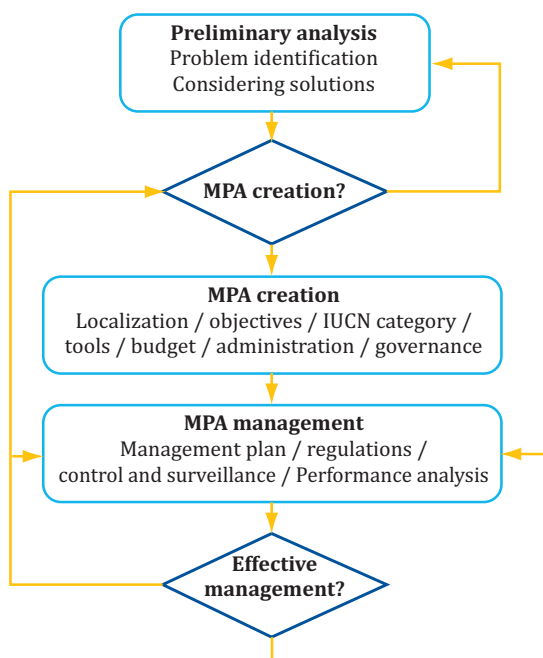 Preliminary analysis
Problem identification
Considering solutions
MPA creation?
MPA creation
Localization / objectives / IUCN category /
tools / budget / administration / governance
MPA management
Management plan / regulations /
control and surveillance / Performance analysis
Effective
management?